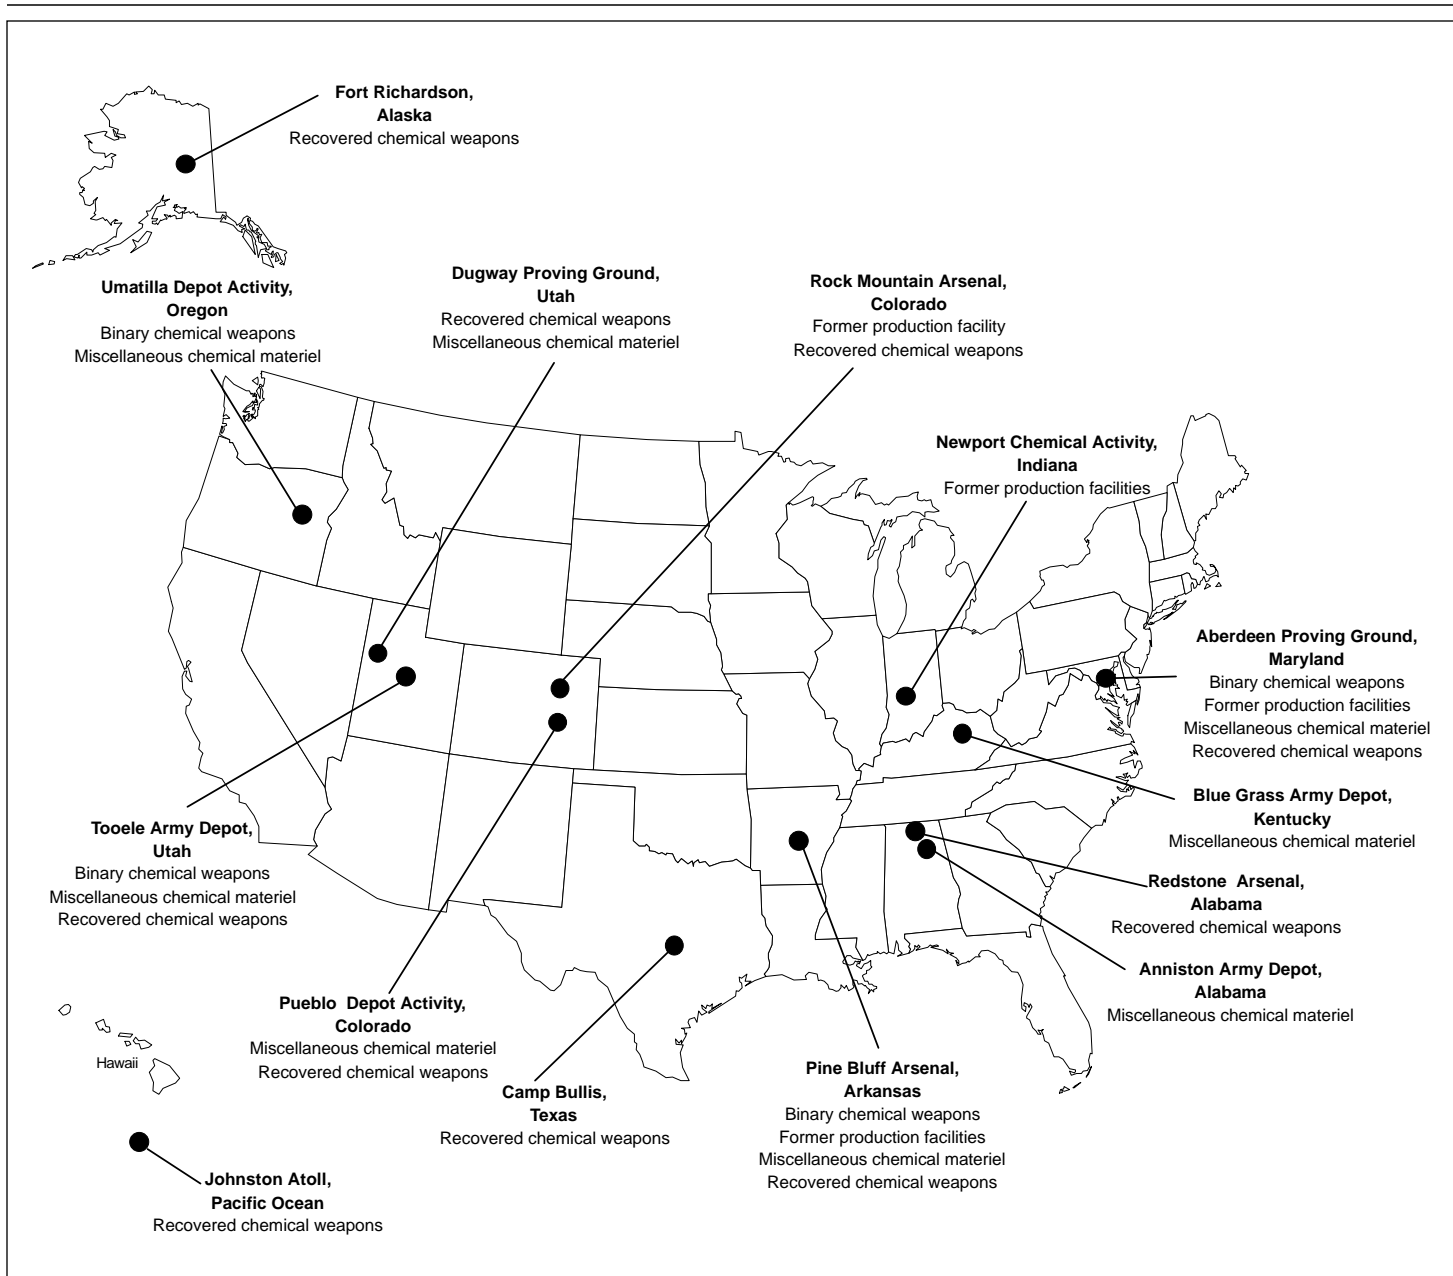 Fort Richardson,
Alaska
Recovered chemical weapons
Umatilla Depot Activity,
Oregon
Binary chemical weapons
Miscellaneous chemical materiel
Dugway Proving Ground,
Utah
Recovered chemical weapons
Miscellaneous chemical materiel
Rock Mountain Arsenal,
Colorado
Former production facility
Recovered chemical weapons
Newport Chemical Activity,
Indiana
Former production facilities
Aberdeen Proving Ground,
Maryland
Binary chemical weapons
Former production facilities
Miscellaneous chemical materiel
Recovered chemical weapons
Blue Grass Army Depot,
Kentucky
Miscellaneous chemical materiel
Redstone Arsenal,
Alabama
Recovered chemical weapons
Anniston Army Depot,
Alabama
Miscellaneous chemical materiel
Tooele Army Depot,
Utah
Binary chemical weapons
Miscellaneous chemical materiel
Recovered chemical weapons
Pueblo Depot Activity,
Colorado
Miscellaneous chemical materiel
Recovered chemical weapons
Camp Bullis,
Texas
Recovered chemical weapons
Pine Bluff Arsenal,
Arkansas
Binary chemical weapons
Former production facilities
Miscellaneous chemical materiel
Recovered chemical weapons
Hawaii
Johnston Atoll,
Pacific Ocean
Recovered chemical weapons